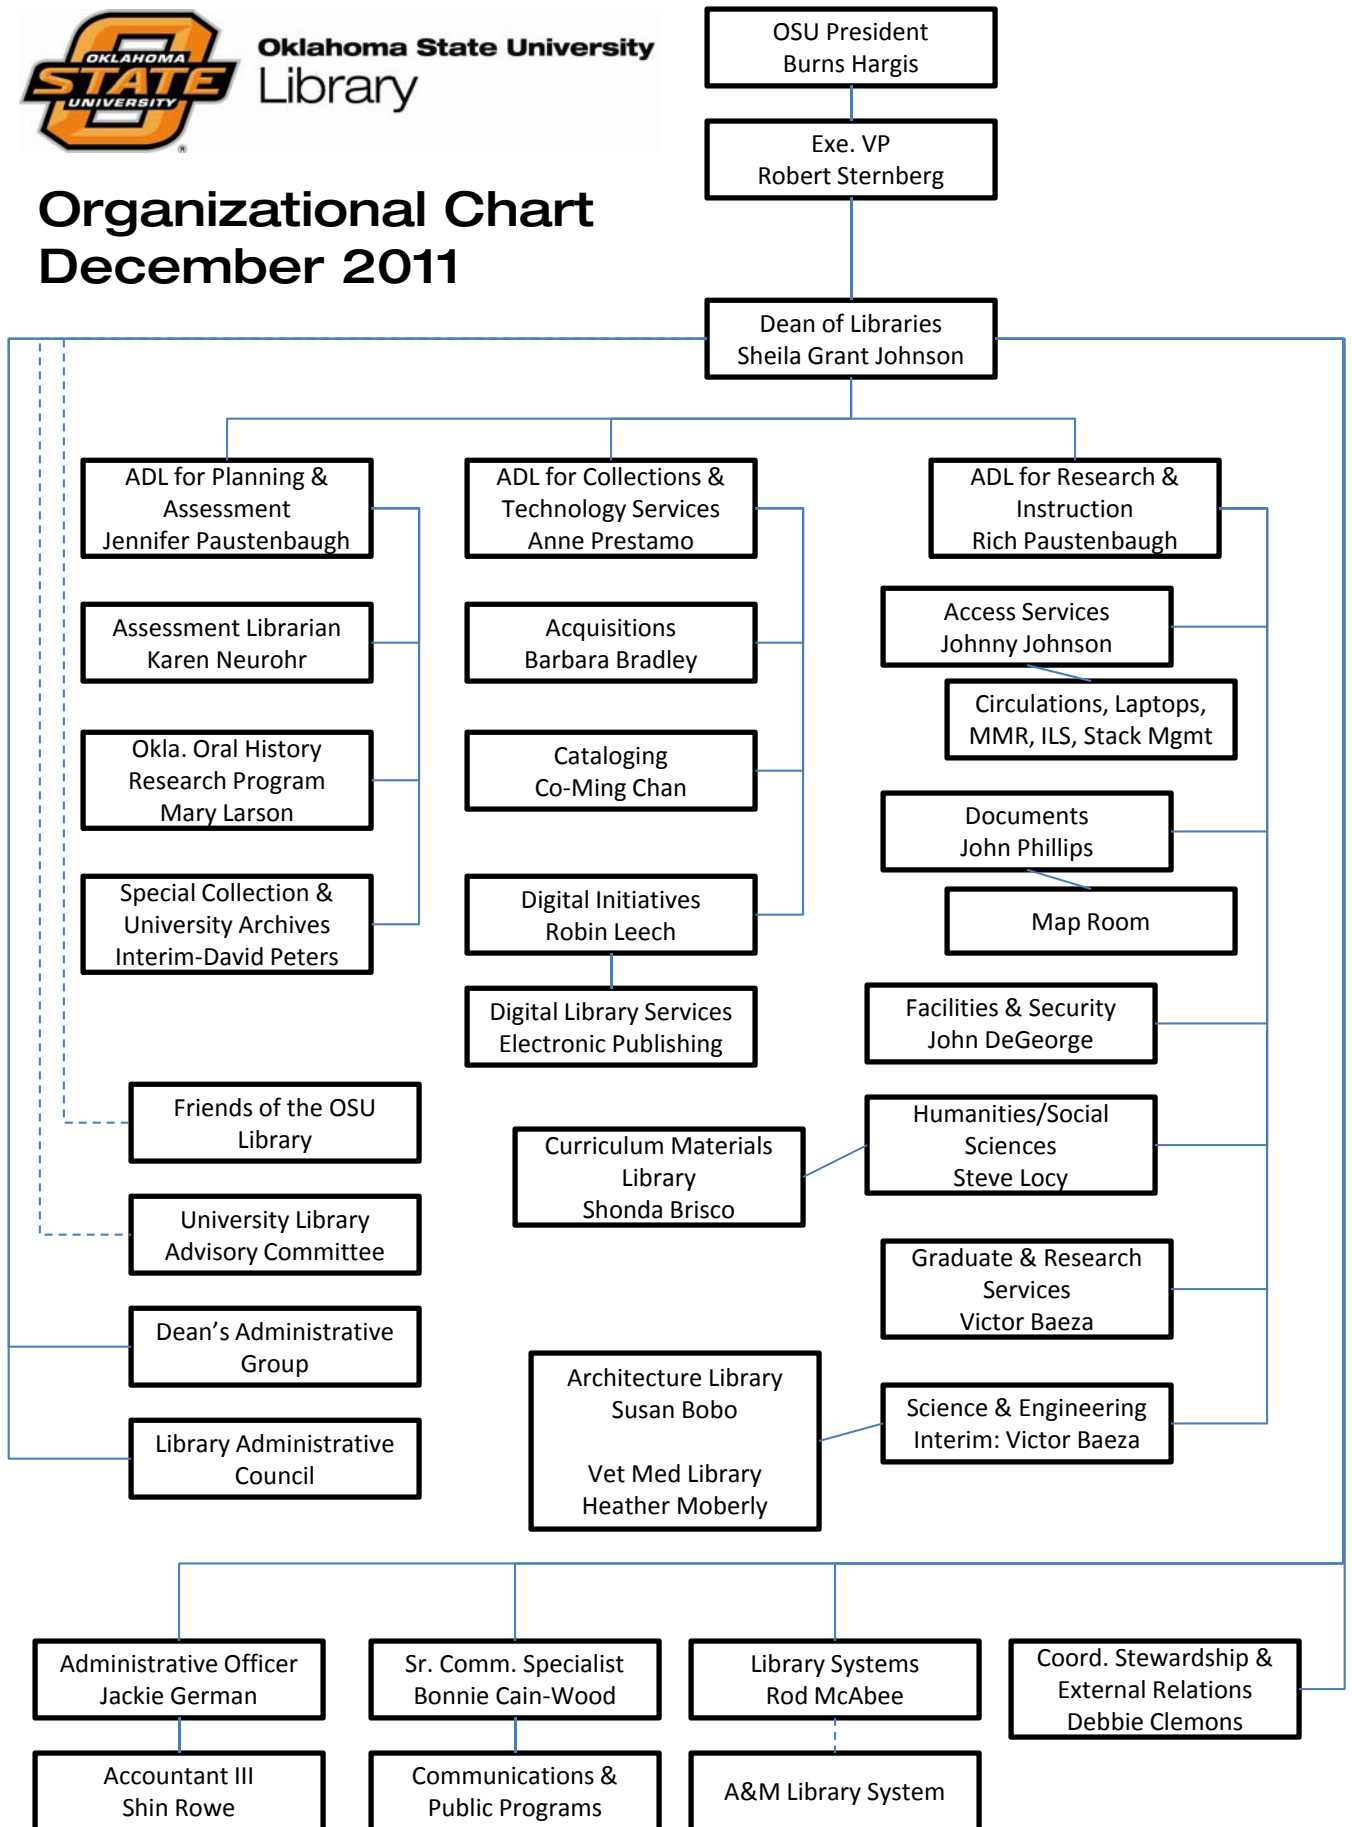 OKLAHOMA
STATE
UNIVERSITY
®
Oklahoma State University
Library
Organizational Chart
December 2011
OSU President
Burns Hargis
Exe. VP
Robert Sternberg
Dean of Libraries
Sheila Grant Johnson
ADL for Planning &
Assessment
Jennifer Paustenbaugh
Assessment Librarian
Karen Neurohr
Okla. Oral History
Research Program
Mary Larson
Special Collection &
University Archives
Interim-David Peters
ADL for Collections &
Technology Services
Anne Prestamo
Acquisitions
Barbara Bradley
Cataloging
Co-Ming Chan
Digital Initiatives
Robin Leech
Digital Library Services
Electronic Publishing
ADL for Research &
Instruction
Rich Paustenbaugh
Access Services
Johnny Johnson
Circulations, Laptops,
MMR, ILS, Stack Mgmt
Documents
John Phillips
Map Room
Facilities & Security
John DeGeorge
Humanities/Social
Sciences
Steve Locy
Curriculum Materials
Library
Shonda Brisco
Graduate & Research
Services
Victor Baeza
Science & Engineering
Interim: Victor Baeza
Architecture Library
Susan Bobo
Vet Med Library
Heather Moberly
Friends of the OSU
Library
University Library
Advisory Committee
Dean’s Administrative
Group
Library Administrative
Council
Administrative Officer
Jackie German
Accountant III
Shin Rowe
Sr. Comm. Specialist
Bonnie Cain-Wood
Communications &
Public Programs
Library Systems
Rod McAbee
A&M Library System
Coord. Stewardship &
External Relations
Debbie Clemons